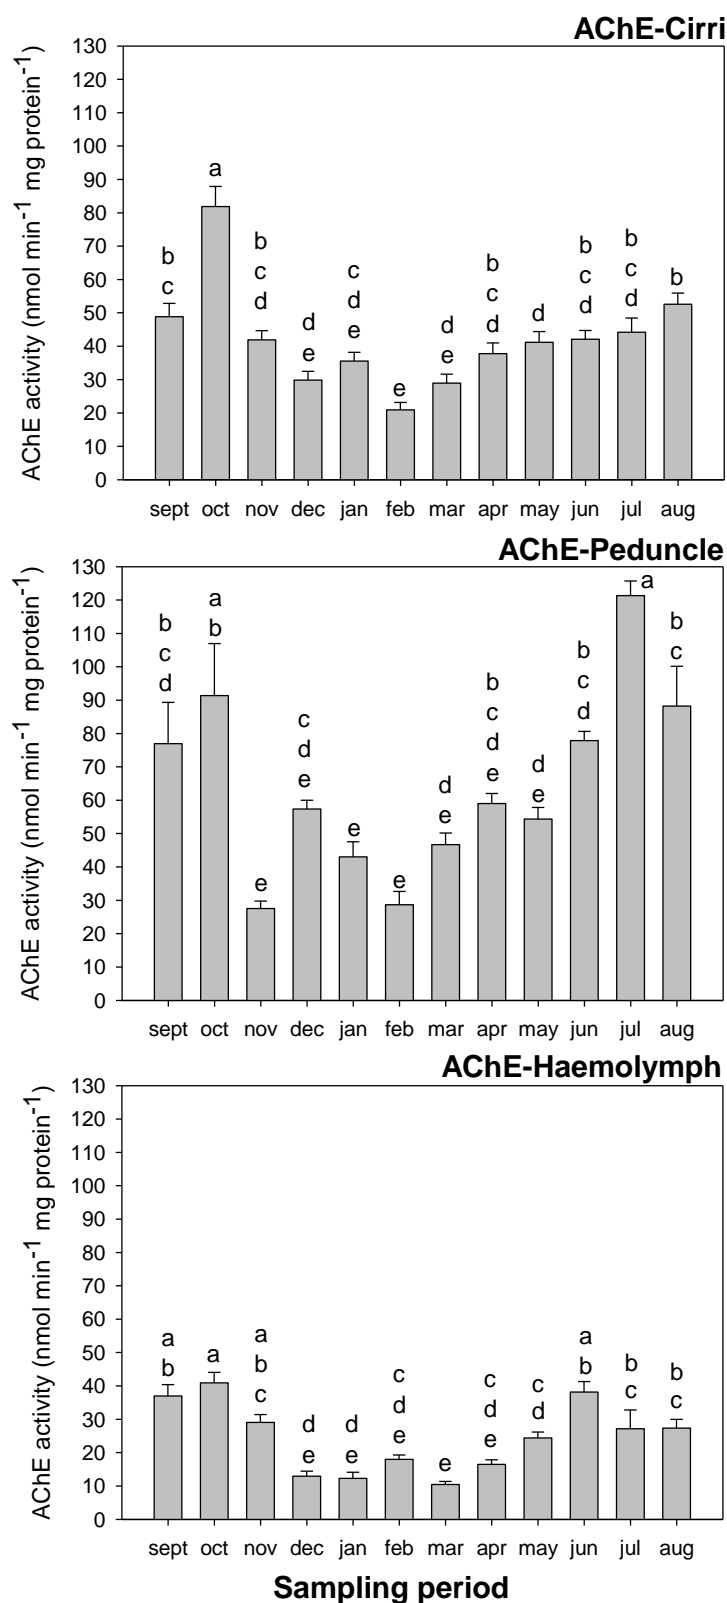 AChE-Cirri
AChE activity (nmol min-1 mg protein-1)
130
120
110
100
90
80
70
60
50
40
30
20
10
0
b
c
a
b
c
d
d
e
c
d
e
e
d
e
b
c
d
d
b
c
d
b
c
d
b
sept oct nov dec jan feb mar apr may jun jul aug
AChE-Peduncle
AChE activity (nmol min-1 mg protein-1)
130
120
110
100
90
80
70
60
50
40
30
20
10
0
b
c
d
a
b
e
c
d
e
e
e
d
e
b
c
d
e
d
e
b
c
d
a
b
c
sept oct nov dec jan feb mar apr may jun jul aug
AChE-Haemolymph
AChE activity (nmol min-1 mg protein-1)
130
120
110
100
90
80
70
60
50
40
30
20
10
0
a
b
a
a
b
c
d
e
d
e
c
d
e
e
c
d
e
c
d
a
b
b
c
b
c
sept oct nov dec jan feb mar apr may jun jul aug
Sampling period